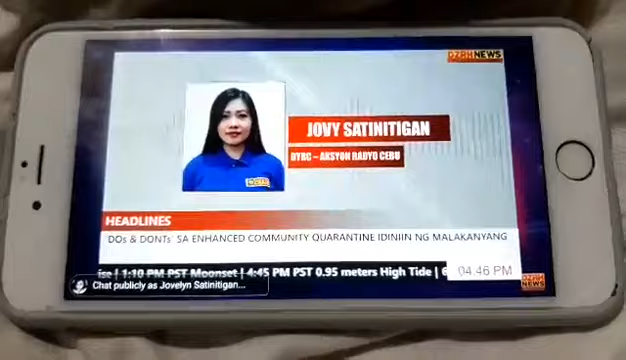 DZRH NEWS
JOVY SATINITIGAN
DYRC – AKSYON RADYO CEBU
HEADLINES
DOs & DONTs SA ENHANCED COMMUNITY QUARANTINE IDINIIN NG MALAKANYANG
ise | 1:10 PM PST Moonset | 4:45 PM PST 0.95 meters High Tide | 6
04:46 PM
Chat publicly as Jovelyn Satinitigan...
DZRH
NEWS